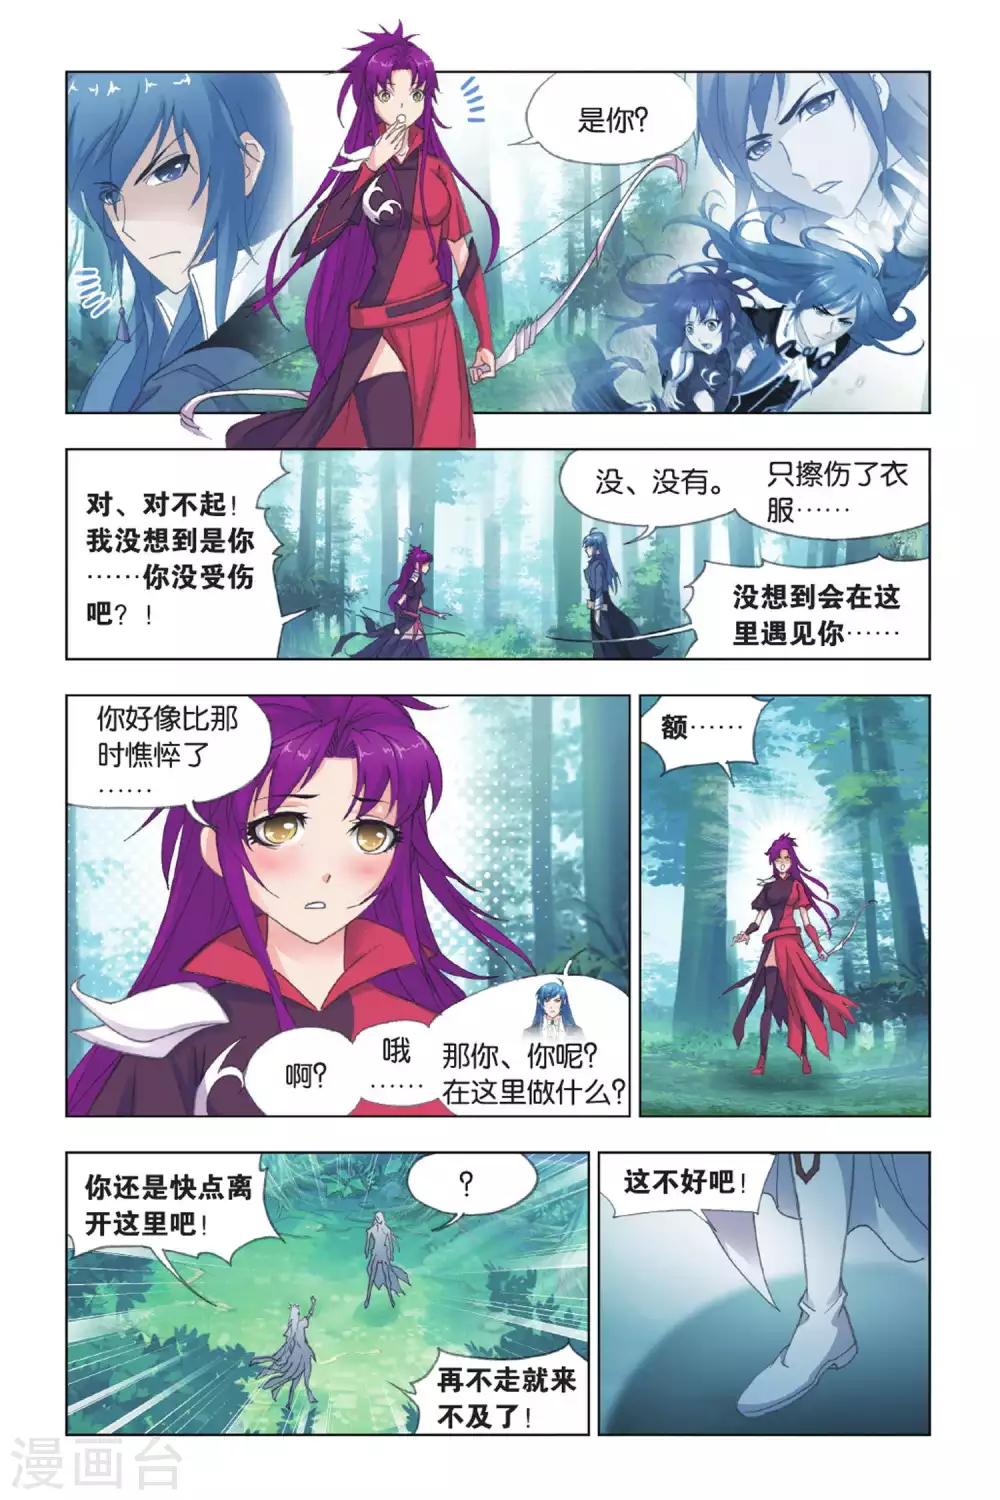 是你?
对、对不起!
我没想到是你
……你没受伤
吧?!
没、没有。
只擦伤了衣
服……
没想到会在这
里遇见你……
你好像比那
时憔悴了
……
啊?
哦
……
那你、你呢?
在这里做什么?
额……
你还是快点离
开这里吧!
?
再不走就来
不及了!
这不好吧!
漫画台